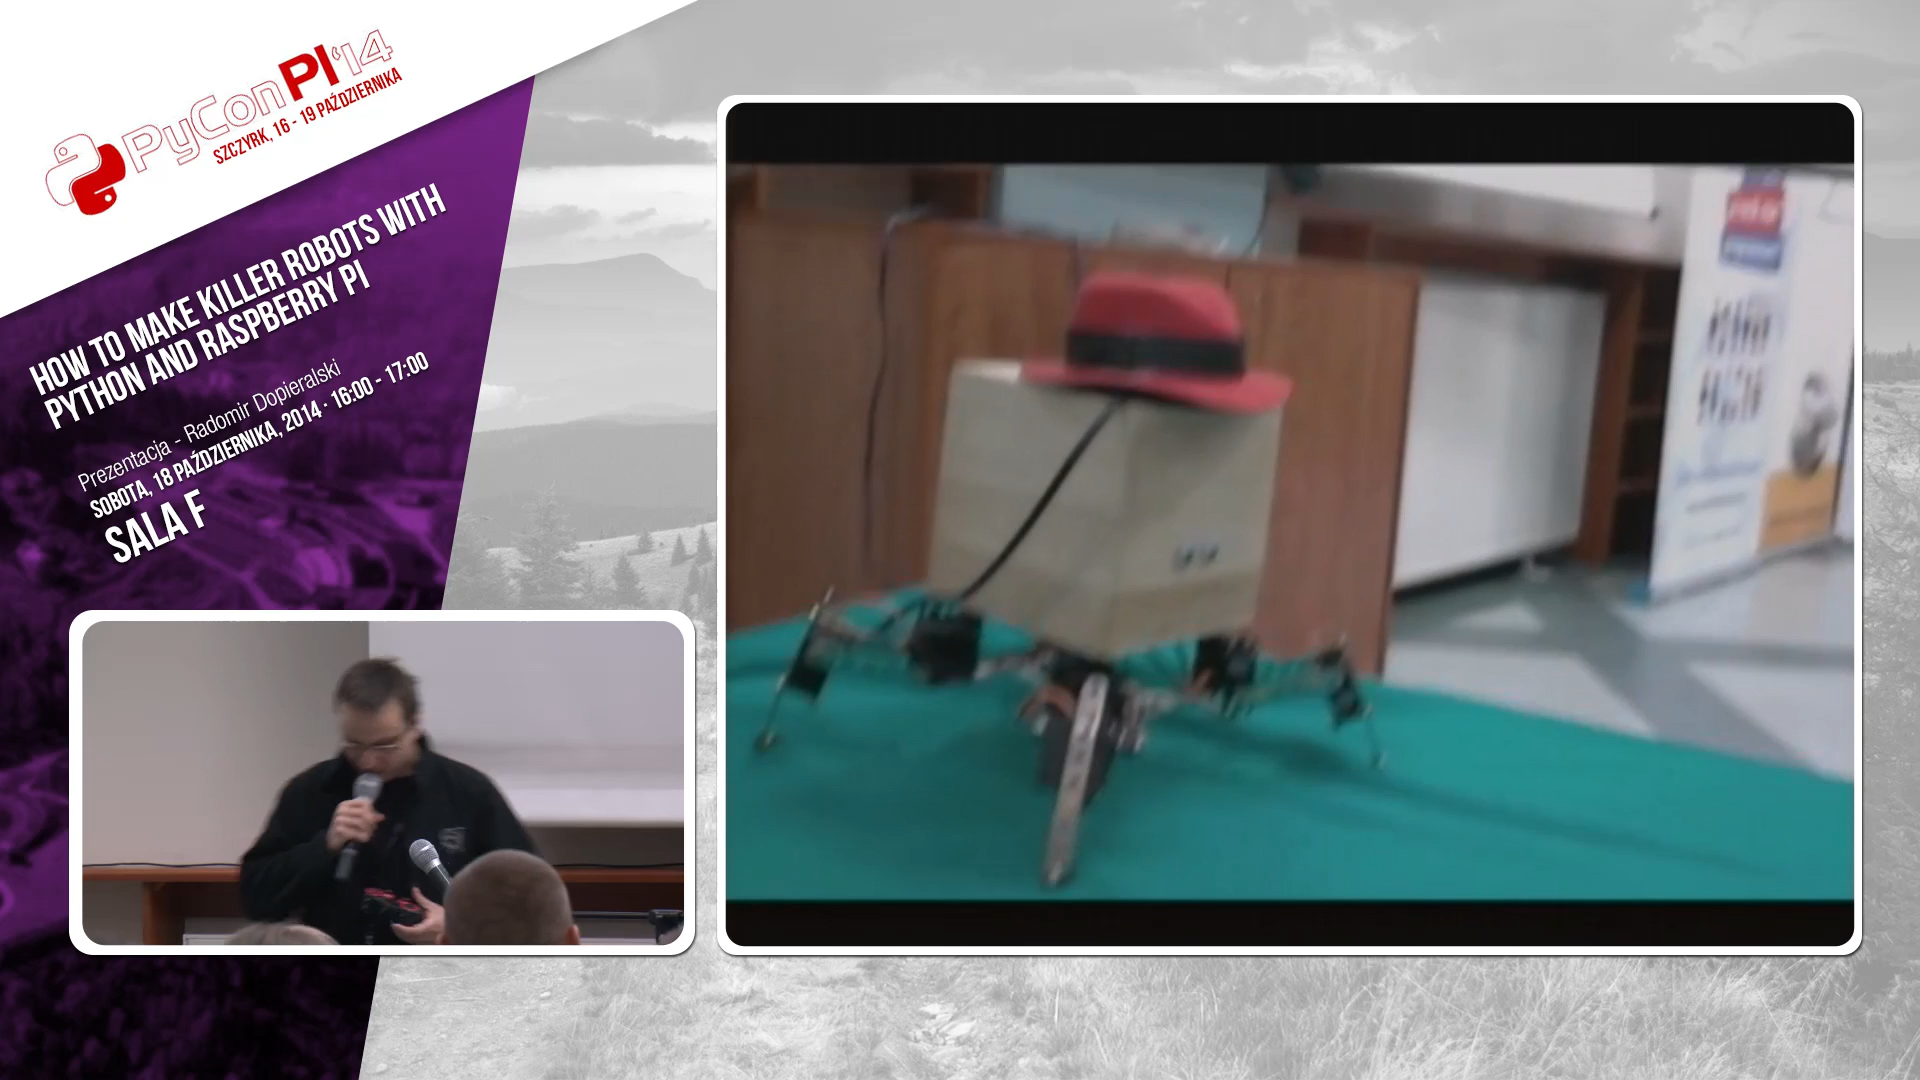 PyConPl'14
SZCZYRK, 16 - 19 PAŹDZIERNIKA
HOW TO MAKE KILLER ROBOTS WITH
PYTHON AND RASPBERRY PI
Prezentacja - Radomir Dopieralski
SOBOTA, 18 PAŹDZIERNIKA, 2014 · 16:00 - 17:00
SALA F